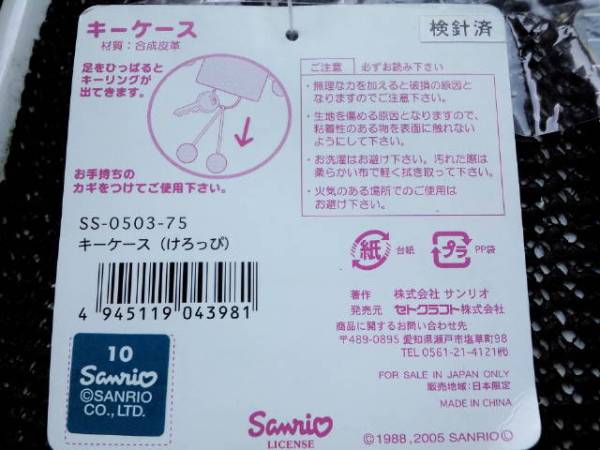 キーケース
材質：合成皮革
検針済
足をひっぱると
キーリングが
出てきます。
お手持ちの
カギをつけてご使用下さい。
ご注意 必ずお読み下さい
・無理な力を加えると破損の原因と
なりますのでご注意下さい。
・生地を傷める原因となりますので、
粘着性のある物を表面に触れない
ようにして下さい。
・お洗濯はお避け下さい。汚れた際は
柔らかい布で軽く拭き取って下さい。
・火気のある場所でのご使用は
お避け下さい。
SS-0503-75
キーケース（けろっぴ）
4 945119 043981
紙 台紙 プラ PP袋
著作 株式会社 サンリオ
発売元 セトクラフト株式会社
商品に関するお問い合わせ先
〒489-0895 愛知県瀬戸市塩草町98
TEL 0561-21-4121㈹
FOR SALE IN JAPAN ONLY
販売地域：日本限定
MADE IN CHINA
10
Sanrio
©SANRIO
CO., LTD.
Sanrio
LICENSE
©1988, 2005 SANRIO